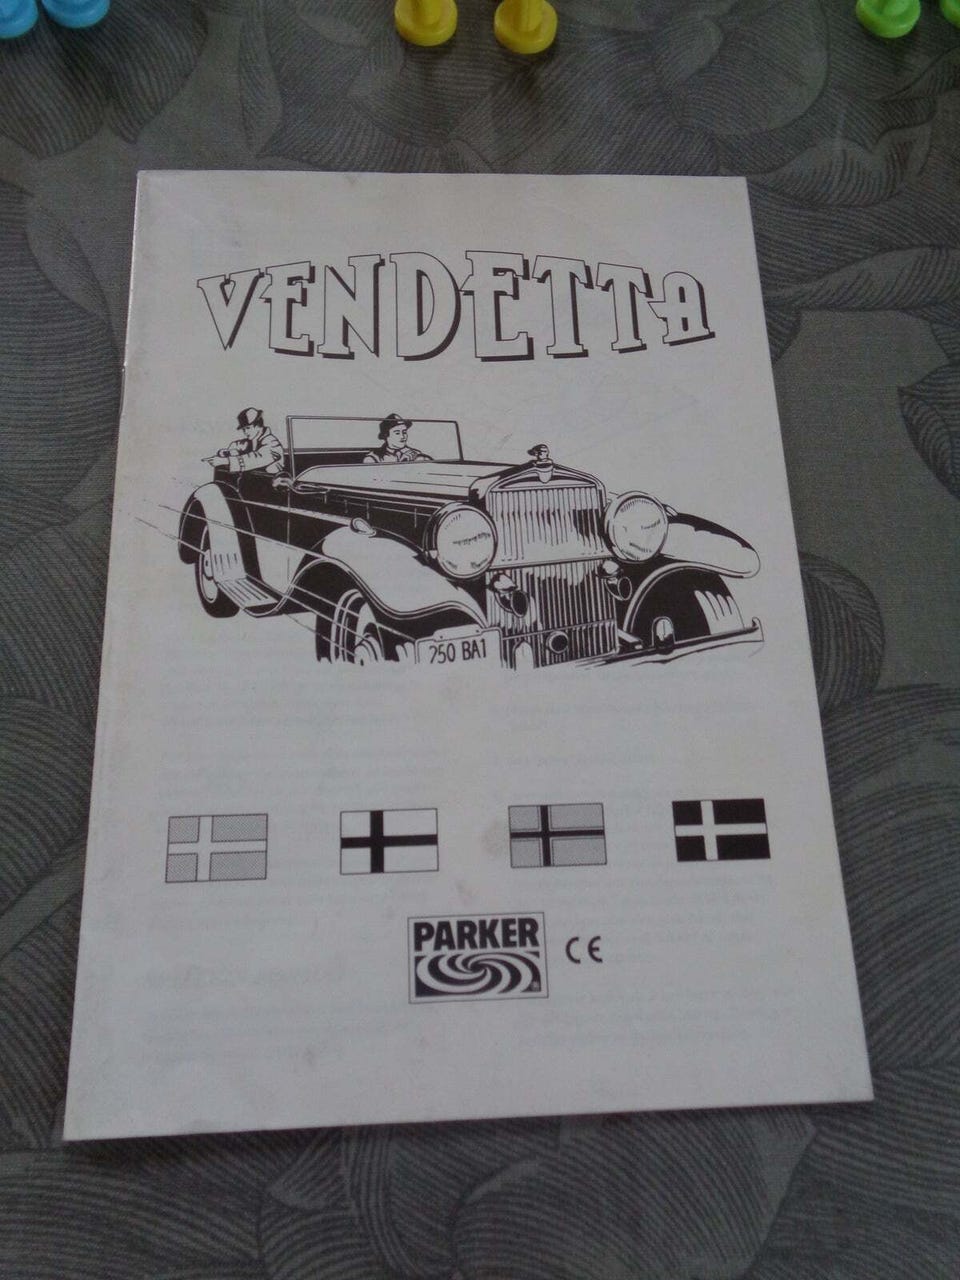 VENDETTA
250 BA1
PARKER
CE